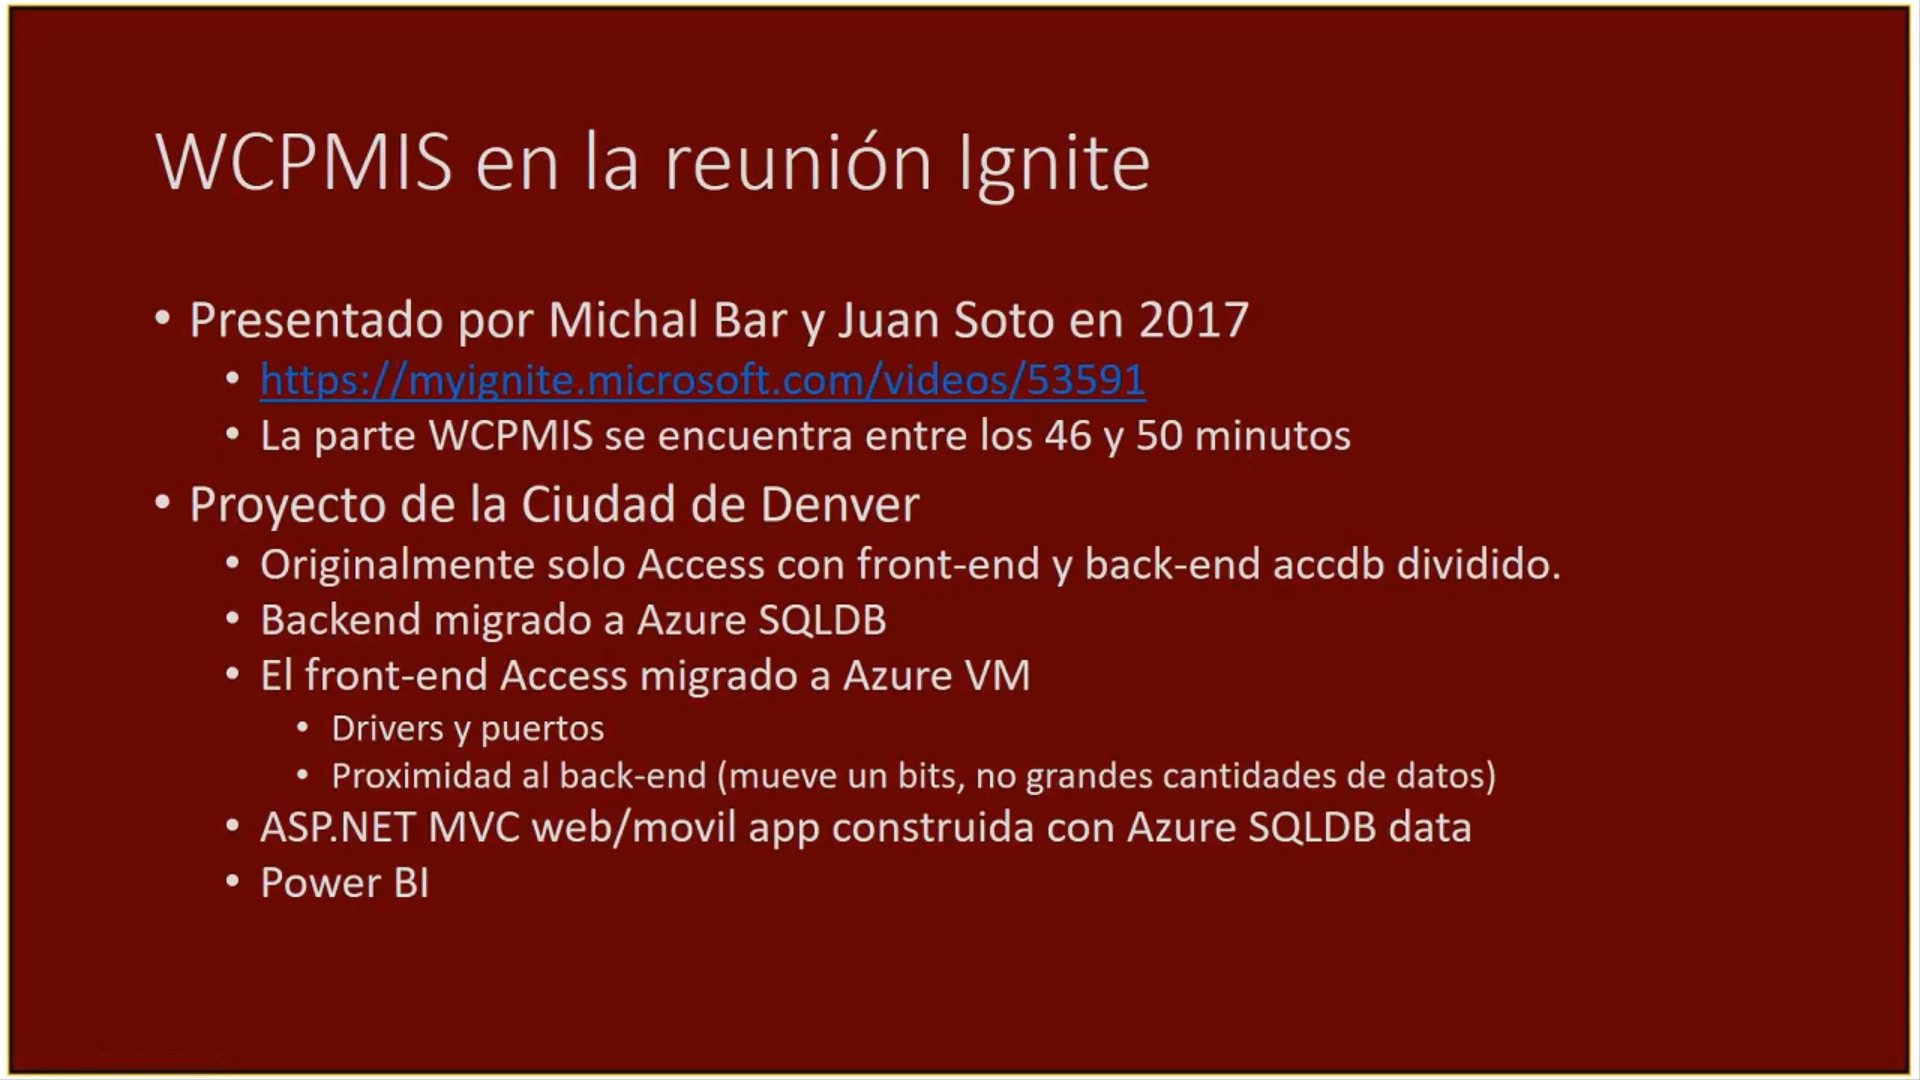 WCPMIS en la reunión Ignite
• Presentado por Michal Bar y Juan Soto en 2017
• https://myignite.microsoft.com/videos/53591
• La parte WCPMIS se encuentra entre los 46 y 50 minutos
• Proyecto de la Ciudad de Denver
• Originalmente solo Access con front-end y back-end accdb dividido.
• Backend migrado a Azure SQLDB
• El front-end Access migrado a Azure VM
• Drivers y puertos
• Proximidad al back-end (mueve un bits, no grandes cantidades de datos)
• ASP.NET MVC web/movil app construida con Azure SQLDB data
• Power BI